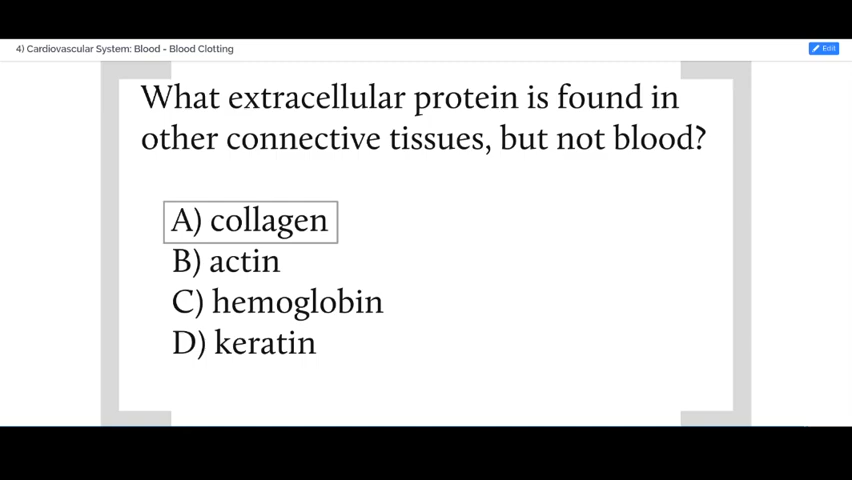 4) Cardiovascular System: Blood - Blood Clotting
Edit
What extracellular protein is found in
other connective tissues, but not blood?
A) collagen
B) actin
C) hemoglobin
D) keratin